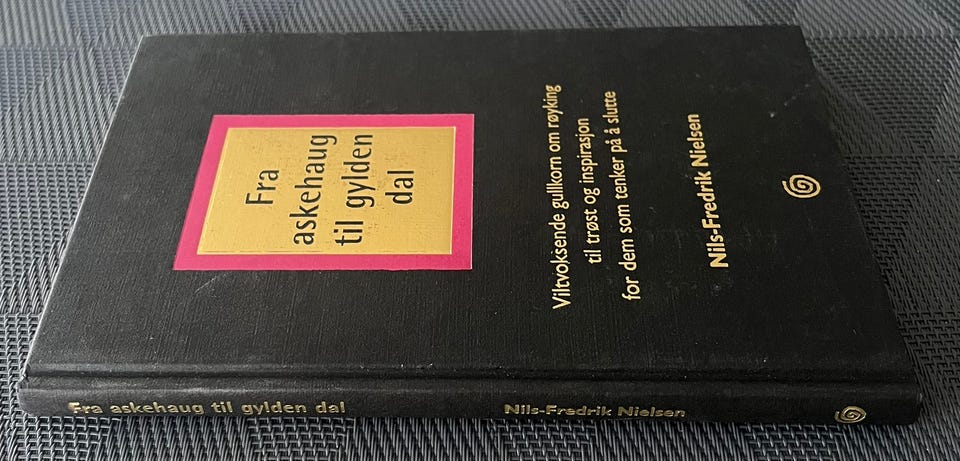 Fra
askehaug
til gylden
dal
Viltvoksende gullkorn om røyking
til trøst og inspirasjon
for dem som tenker på å slutte
Nils-Fredrik Nielsen
Fra askehaug til gylden dal
Nils-Fredrik Nielsen